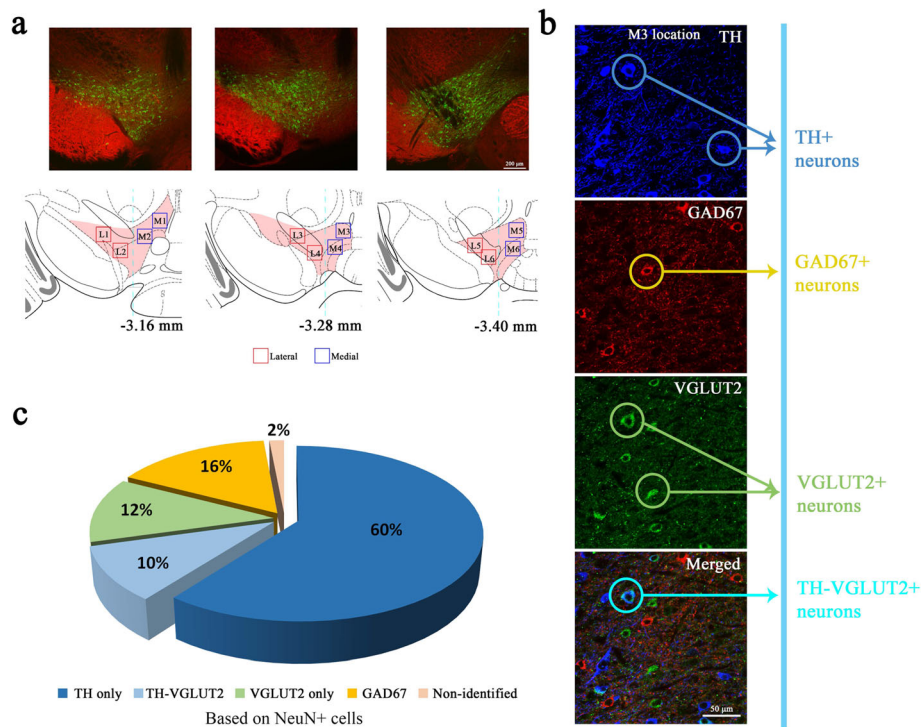 a
200 μm
L1
L2
M1
M2
8
-3.16 mm
L3
L4
M3
M4
-3.28 mm
L5
L6
M5
M6
-3.40 mm
Lateral
Medial
b
M3 location
TH
TH+
neurons
GAD67
GAD67+
neurons
VGLUT2
VGLUT2+
neurons
Merged
TH-VGLUT2+
neurons
50 μm
c
2%
16%
12%
10%
60%
TH only
TH-VGLUT2
VGLUT2 only
GAD67
Non-identified
Based on NeuN+ cells